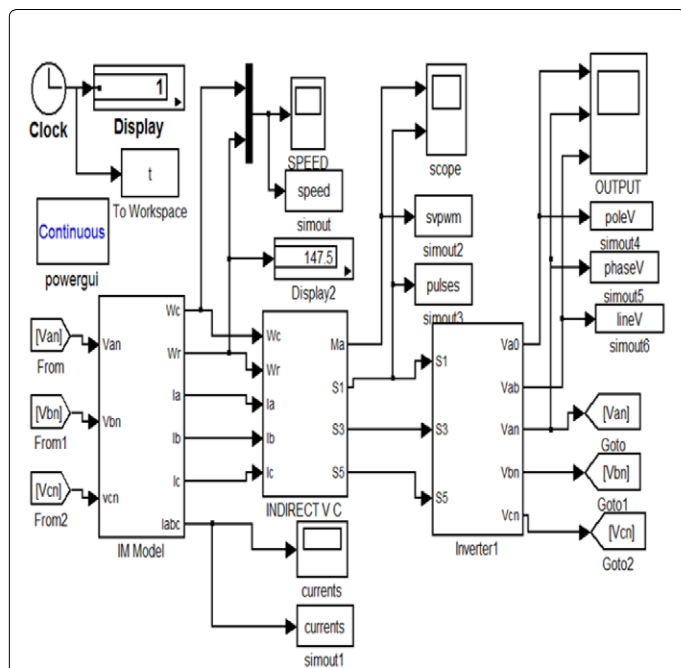 1
Clock
Display
t
To Workspace
Continuous
powergui
SPEED
speed
simout
scope
svpwm
simout2
147.5
Display2
pulses
simout3
OUTPUT
poleV
simout4
phaseV
simout5
lineV
simout6
[Van]
From
[Vbn]
From1
[Vcn]
From2
Van
Vbn
vcn
Wc
Wr
Ia
Ib
Ic
Iabc
IM Model
Wc
Wr
Ia
Ib
Ic
Ma
S1
S3
S5
INDIRECT V C
currents
currents
simout1
S1
S3
S5
Va0
Vab
Van
Vbn
Vcn
Inverter1
[Van]
Goto
[Vbn]
Goto1
[Vcn]
Goto2